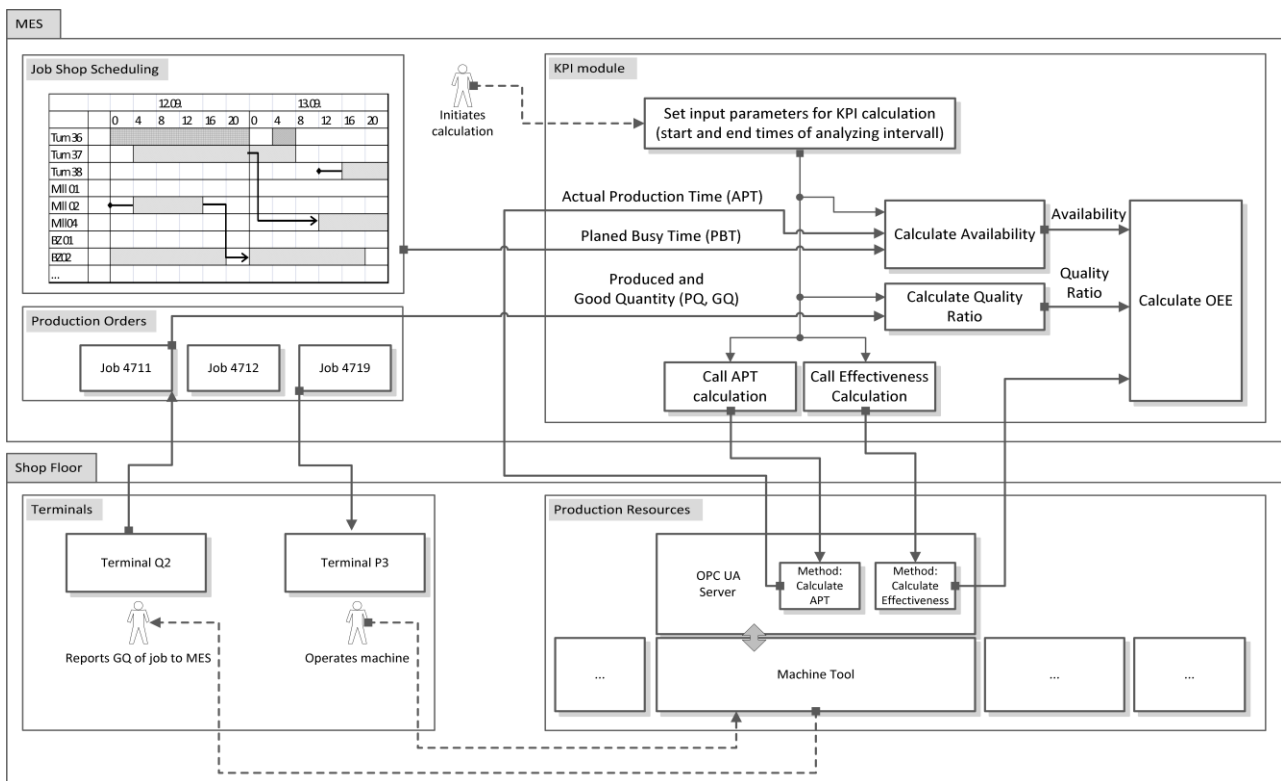 MES
Job Shop Scheduling
12.09. 13.09.
0 4 8 12 16 20 0 4 8 12 16 20
Turn 36
Turn 37
Turn 38
Mill 01
Mill 02
Mill 04
BZ 01
BZ 02
...
Production Orders
Job 4711
Job 4712
Job 4719
Initiates
calculation
KPI module
Set input parameters for KPI calculation
(start and end times of analyzing intervall)
Actual Production Time (APT)
Planed Busy Time (PBT)
Produced and
Good Quantity (PQ, GQ)
Calculate Availability
Availability
Calculate Quality
Ratio
Quality
Ratio
Calculate OEE
Call APT
calculation
Call Effectiveness
Calculation
Shop Floor
Terminals
Terminal Q2
Terminal P3
Reports GQ of job to MES
Operates machine
Production Resources
OPC UA
Server
Method:
Calculate
APT
Method:
Calculate
Effectiveness
...
Machine Tool
...
...